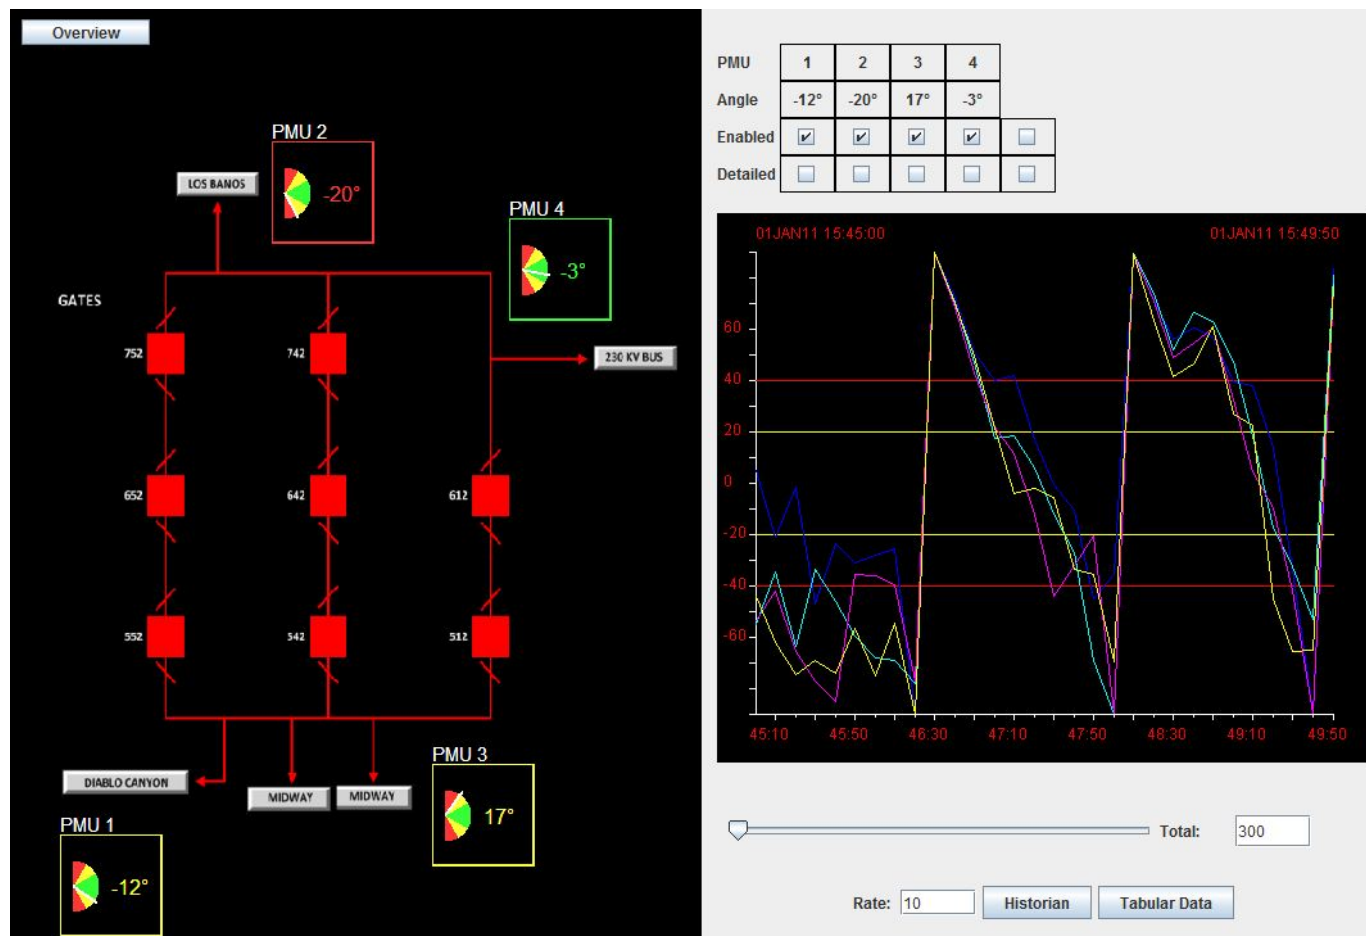 Overview
PMU 2
LOS BANOS
-20°
PMU 4
-3°
GATES
752
742
230 KV BUS
652
642
612
552
542
512
PMU 3
DIABLO CANYON
MIDWAY
MIDWAY
17°
PMU 1
-12°
PMU 1 2 3 4
Angle -12° -20° 17° -3°
Enabled
Detailed
01JAN11 15:45:00 01JAN11 15:49:50
60
40
20
0
-20
-40
-60
45:10 45:50 46:30 47:10 47:50 48:30 49:10 49:50
Total: 300
Rate: 10 Historian Tabular Data